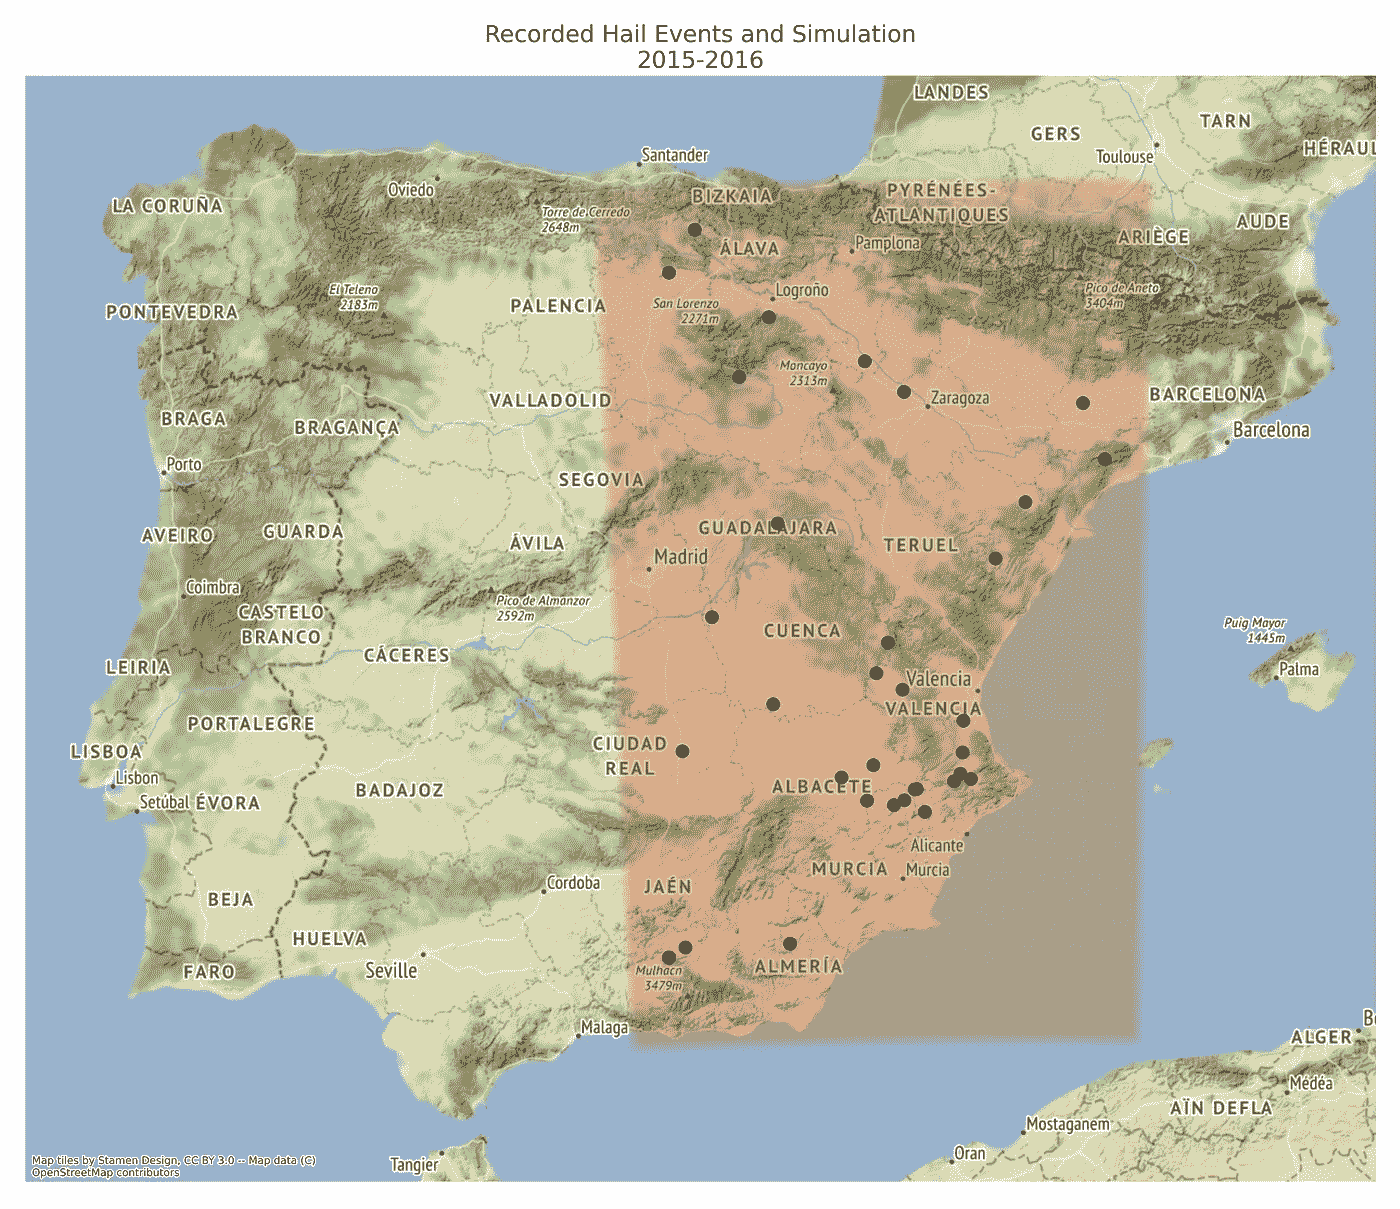 Recorded Hail Events and Simulation
2015-2016
LANDES
TARN
GERS
Toulouse
HÉRAUL
Santander
Oviedo
BIZKAIA
PYRÉNÉES-
ATLANTIQUES
LA CORUÑA
Torre de Cerredo
2648m
AUDE
ARIÈGE
ÁLAVA
Pamplona
El Teleno
2183m
PALENCIA
San Lorenzo
2271m
Logroño
Pico de Aneto
3404m
PONTEVEDRA
Moncayo
2313m
VALLADOLID
Zaragoza
BARCELONA
Barcelona
BRAGA
BRAGANÇA
Porto
SEGOVIA
AVEIRO
GUARDA
ÁVILA
GUADALAJARA
TERUEL
Madrid
Coimbra
CASTELO
BRANCO
Pico de Almanzor
2592m
CUENCA
Puig Mayor
1445m
Palma
LEIRIA
CÁCERES
Valencia
VALENCIA
PORTALEGRE
LISBOA
Lisbon
CIUDAD
REAL
Setúbal
ÉVORA
BADAJOZ
ALBACETE
Alicante
MURCIA
Murcia
BEJA
Cordoba
JAÉN
HUELVA
FARO
Seville
Mulhacn
3479m
ALMERÍA
Malaga
Be
ALGER
Médéa
AÏN DEFLA
Mostaganem
Oran
Tangier
Map tiles by Stamen Design, CC BY 3.0 -- Map data (C)
OpenStreetMap contributors